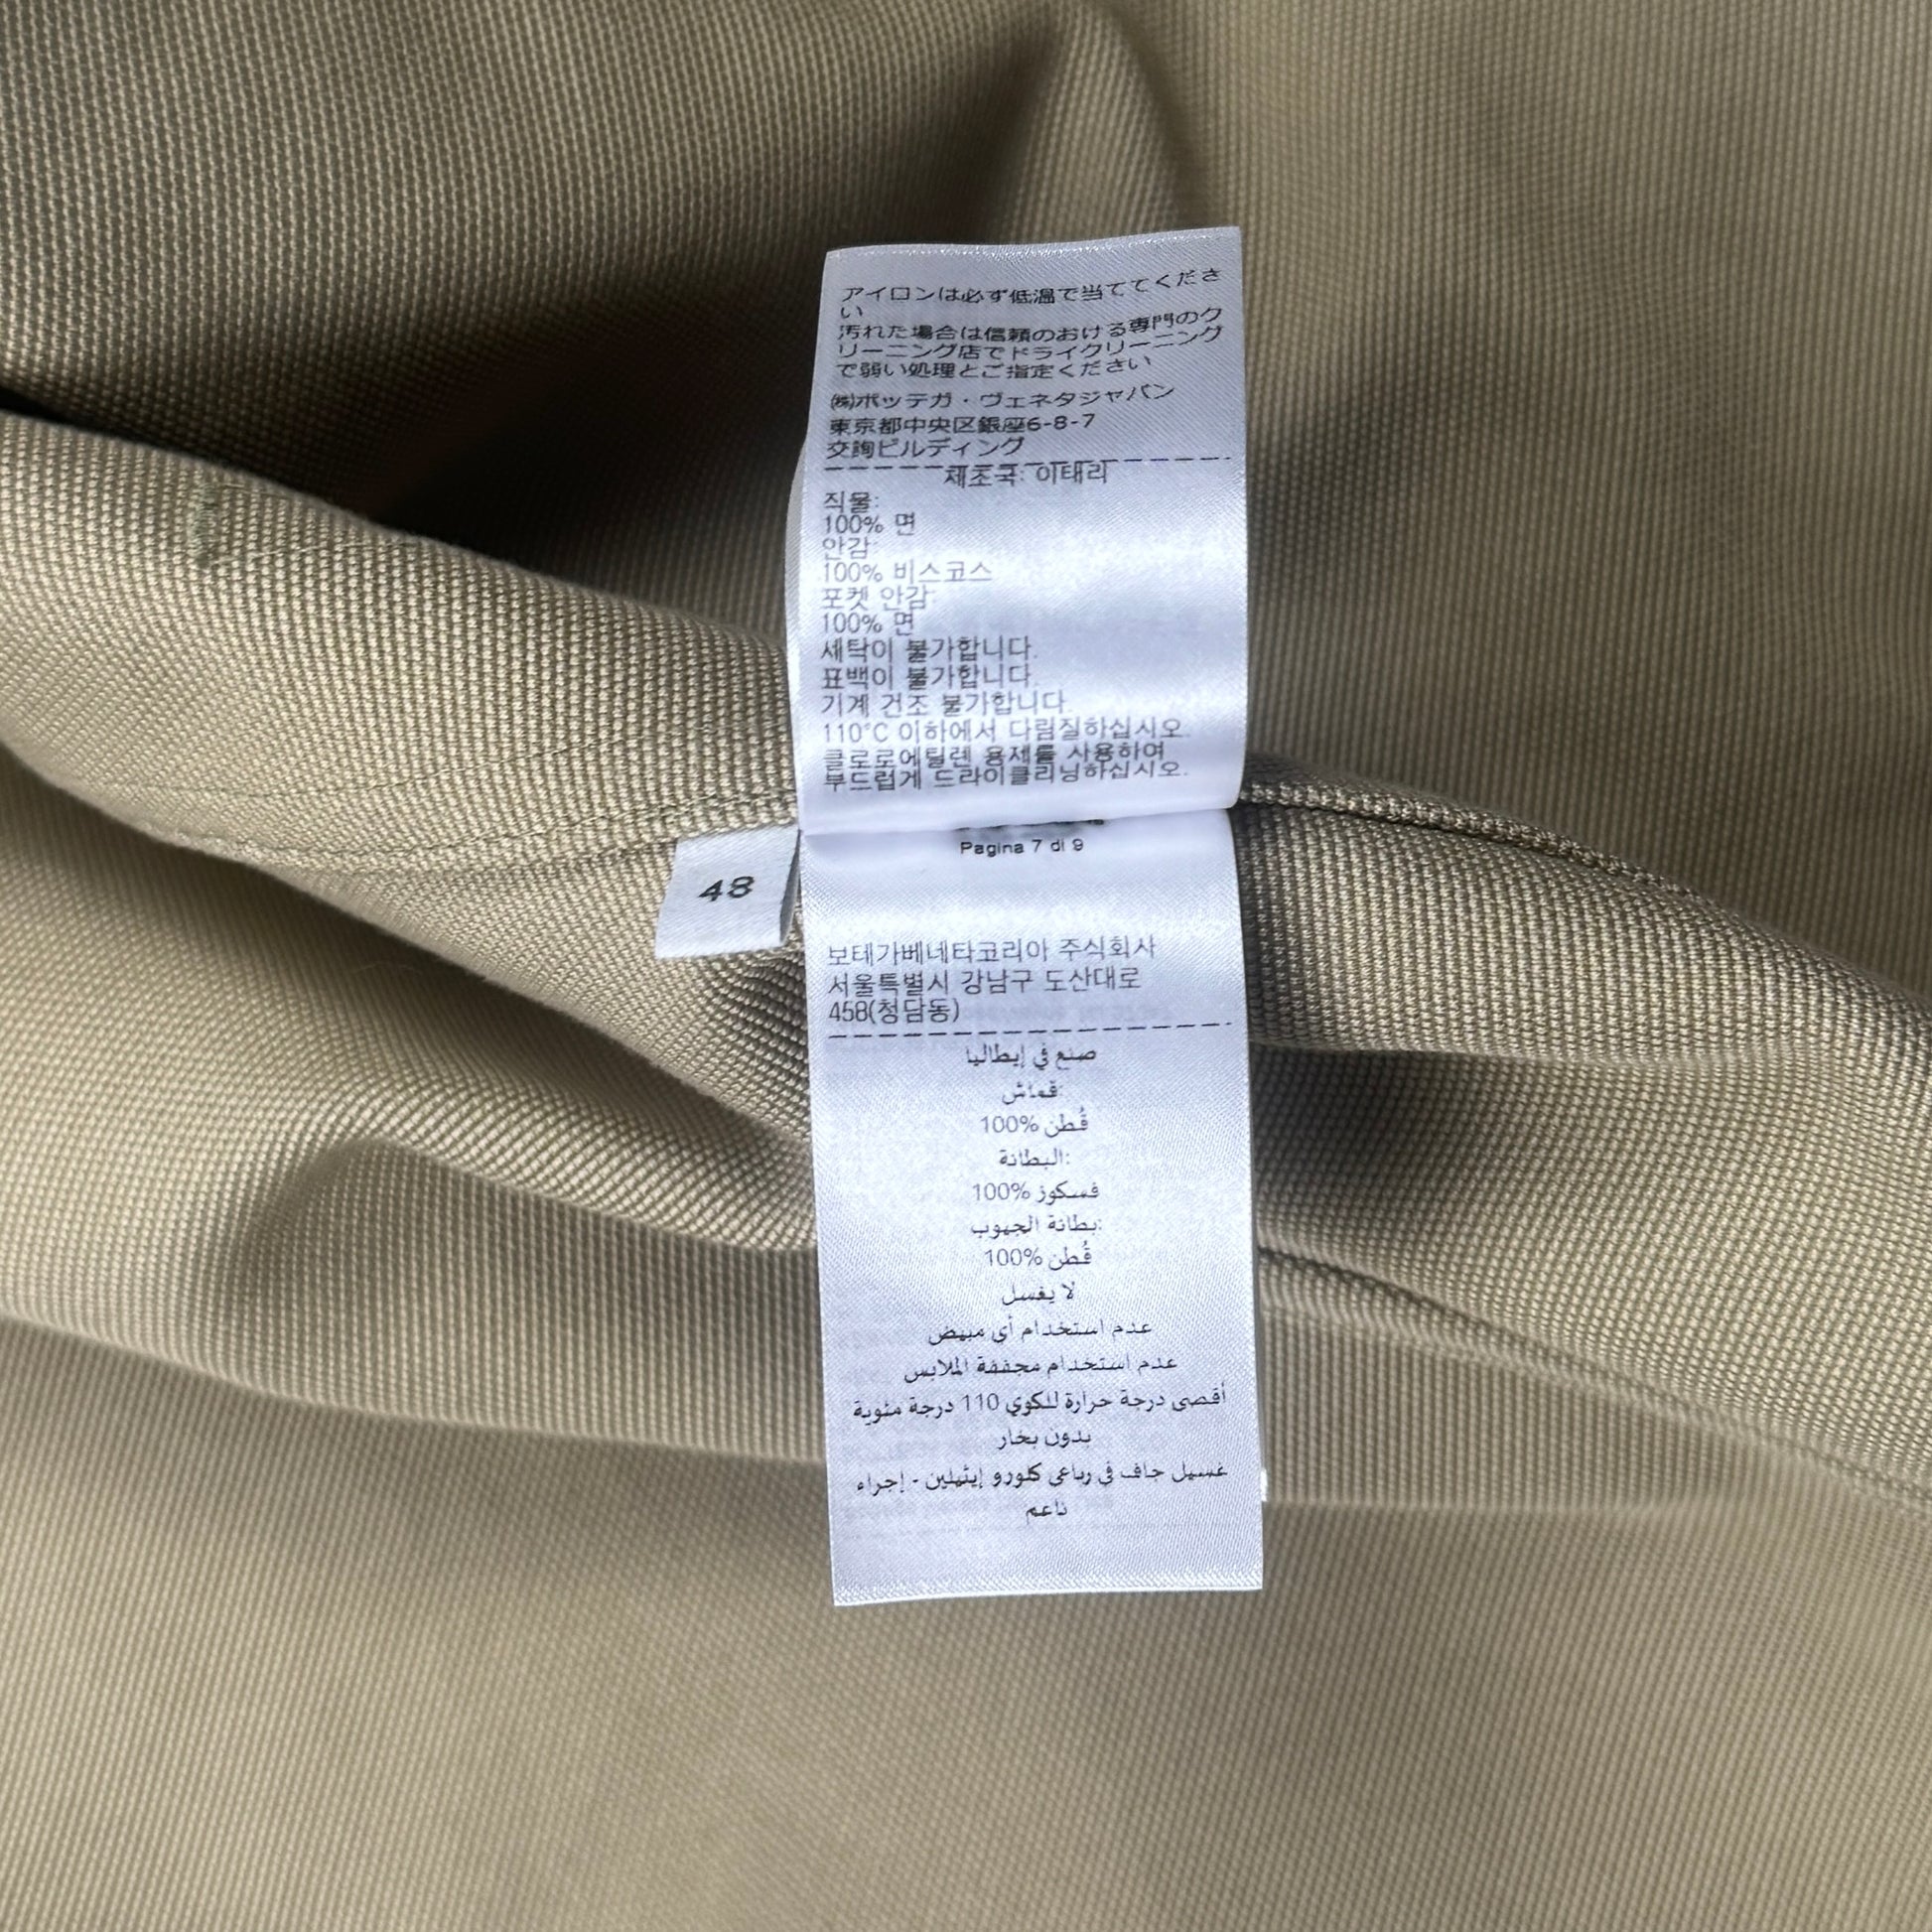 アイロンは必ず低温で当ててくださ
い
汚れた場合は信頼のおける専門のク
リーニング店でドライクリーニング
で弱い処理とご指定ください
㈱ボッテガ・ヴェネタジャパン
東京都中央区銀座6-8-7
交詢ビルディング
제조국: 이태리
직물:
100% 면
안감:
100% 비스코스
포켓 안감:
100% 면
세탁이 불가합니다.
표백이 불가합니다.
기계 건조 불가합니다.
110°C 이하에서 다림질하십시오.
클로로에틸렌 용제를 사용하여
부드럽게 드라이클리닝하십시오.
Pagina 7 di 9
48
보테가베네타코리아 주식회사
서울특별시 강남구 도산대로
458(청담동)
صنع في إيطاليا
قماش:
قُطن %100
البطانة:
فسكوز %100
بطانة الجيوب:
قُطن %100
لا يغسل
عدم استخدام أي مبيض
عدم استخدام مجففة الملابس
أقصى درجة حرارة للكوي 110 درجة مئوية
بدون بخار
غسيل جاف في رباعي كلورو إيثيلين - إجراء
ناعم